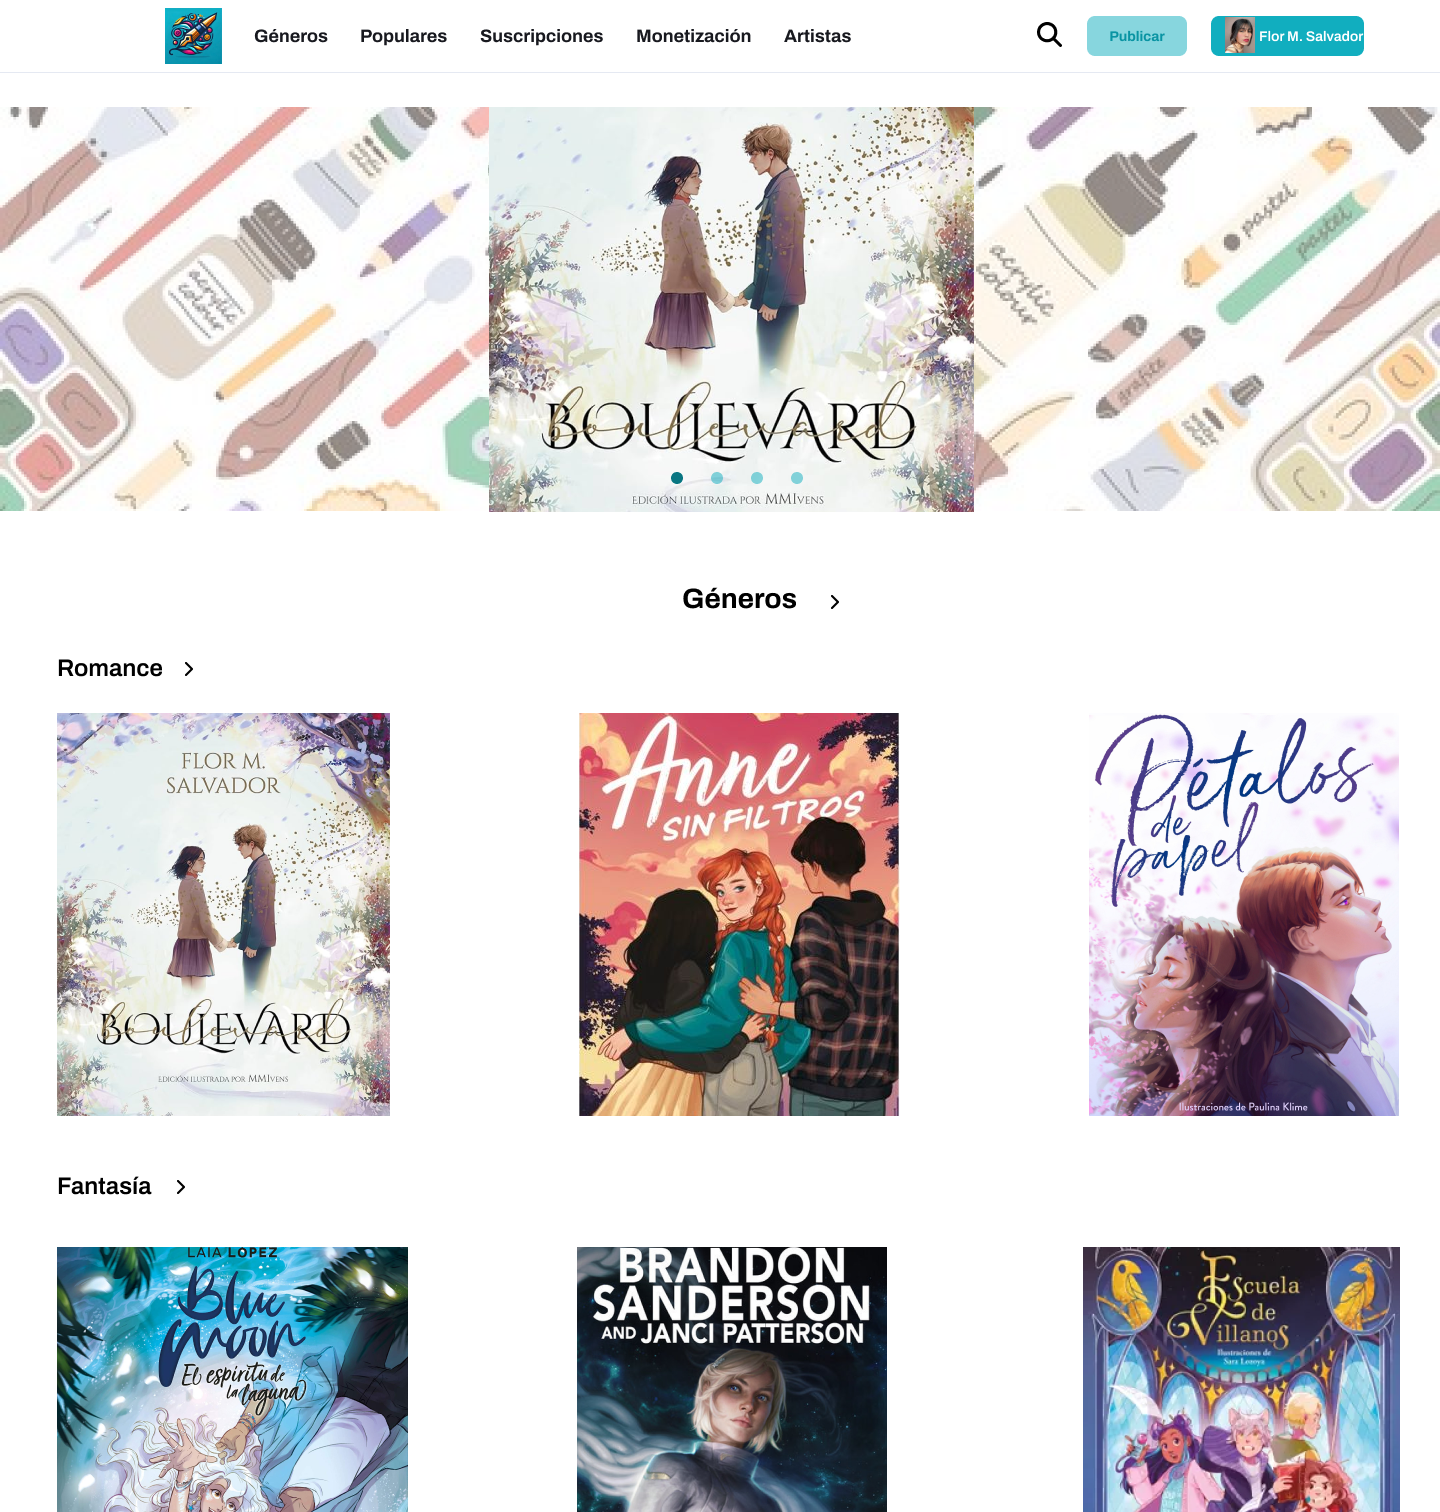 Géneros Populares Suscripciones Monetización Artistas Publicar Flor M. Salvador
acrylic
colour
acrylic
colour
pastel
pastel
grafite
BOULEVARD
boulevard
EDICIÓN ILUSTRADA POR MMIVENS
Géneros
Romance
FLOR M.
SALVADOR
BOULEVARD
boulevard
EDICIÓN ILUSTRADA POR MMIVENS
Anne
SIN FILTROS
Pétalos
de
papel
Ilustraciones de Paulina Klime
Fantasía
LAIA LÓPEZ
Blue
Moon
El espíritu de
la laguna
BRANDON
SANDERSON
AND JANCI PATTERSON
Escuela
de
Villanos
Ilustraciones de
Sara Lozoya